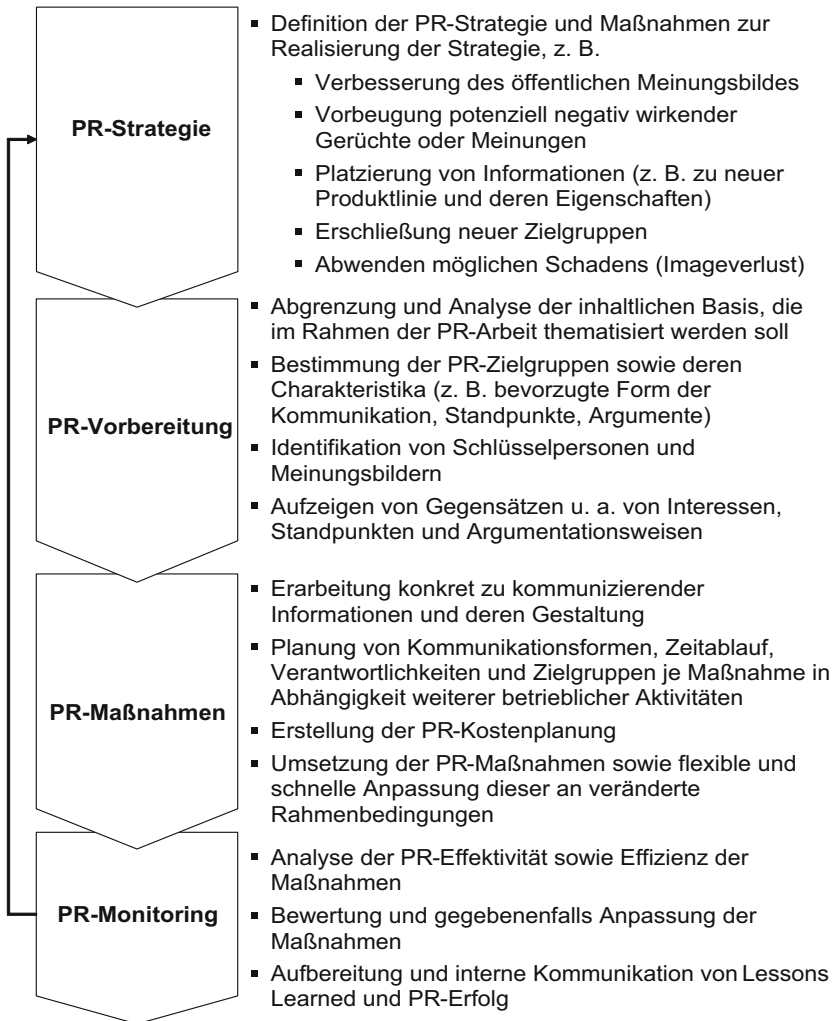 PR-Strategie
▪ Definition der PR-Strategie und Maßnahmen zur
Realisierung der Strategie, z. B.
▪ Verbesserung des öffentlichen Meinungsbildes
▪ Vorbeugung potenziell negativ wirkender
Gerüchte oder Meinungen
▪ Platzierung von Informationen (z. B. zu neuer
Produktlinie und deren Eigenschaften)
▪ Erschließung neuer Zielgruppen
▪ Abwenden möglichen Schadens (Imageverlust)
PR-Vorbereitung
▪ Abgrenzung und Analyse der inhaltlichen Basis, die
im Rahmen der PR-Arbeit thematisiert werden soll
▪ Bestimmung der PR-Zielgruppen sowie deren
Charakteristika (z. B. bevorzugte Form der
Kommunikation, Standpunkte, Argumente)
▪ Identifikation von Schlüsselpersonen und
Meinungsbildern
▪ Aufzeigen von Gegensätzen u. a. von Interessen,
Standpunkten und Argumentationsweisen
PR-Maßnahmen
▪ Erarbeitung konkret zu kommunizierender
Informationen und deren Gestaltung
▪ Planung von Kommunikationsformen, Zeitablauf,
Verantwortlichkeiten und Zielgruppen je Maßnahme in
Abhängigkeit weiterer betrieblicher Aktivitäten
▪ Erstellung der PR-Kostenplanung
▪ Umsetzung der PR-Maßnahmen sowie flexible und
schnelle Anpassung dieser an veränderte
Rahmenbedingungen
PR-Monitoring
▪ Analyse der PR-Effektivität sowie Effizienz der
Maßnahmen
▪ Bewertung und gegebenenfalls Anpassung der
Maßnahmen
▪ Aufbereitung und interne Kommunikation von Lessons
Learned und PR-Erfolg